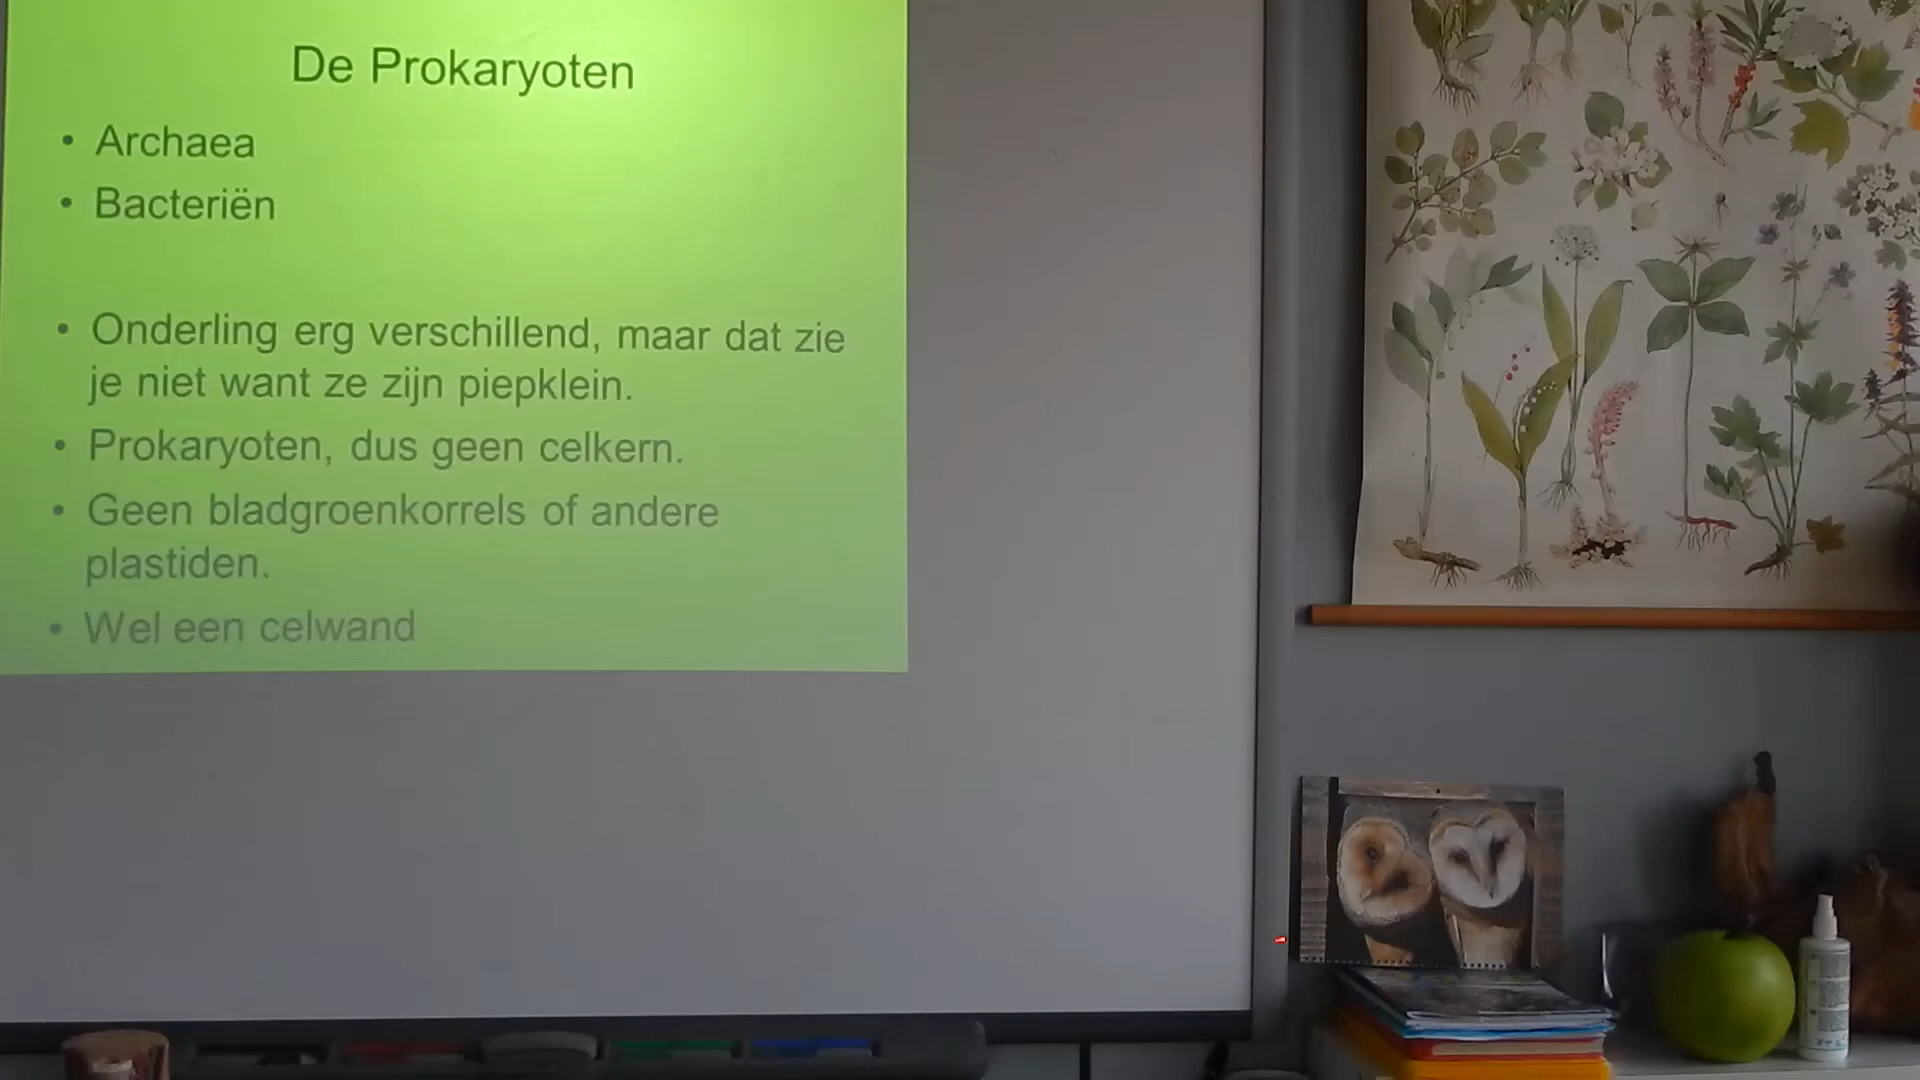 De Prokaryoten
• Archaea
• Bacteriën
• Onderling erg verschillend, maar dat zie
je niet want ze zijn piepklein.
• Prokaryoten, dus geen celkern.
• Geen bladgroenkorrels of andere
plastiden.
• Wel een celwand